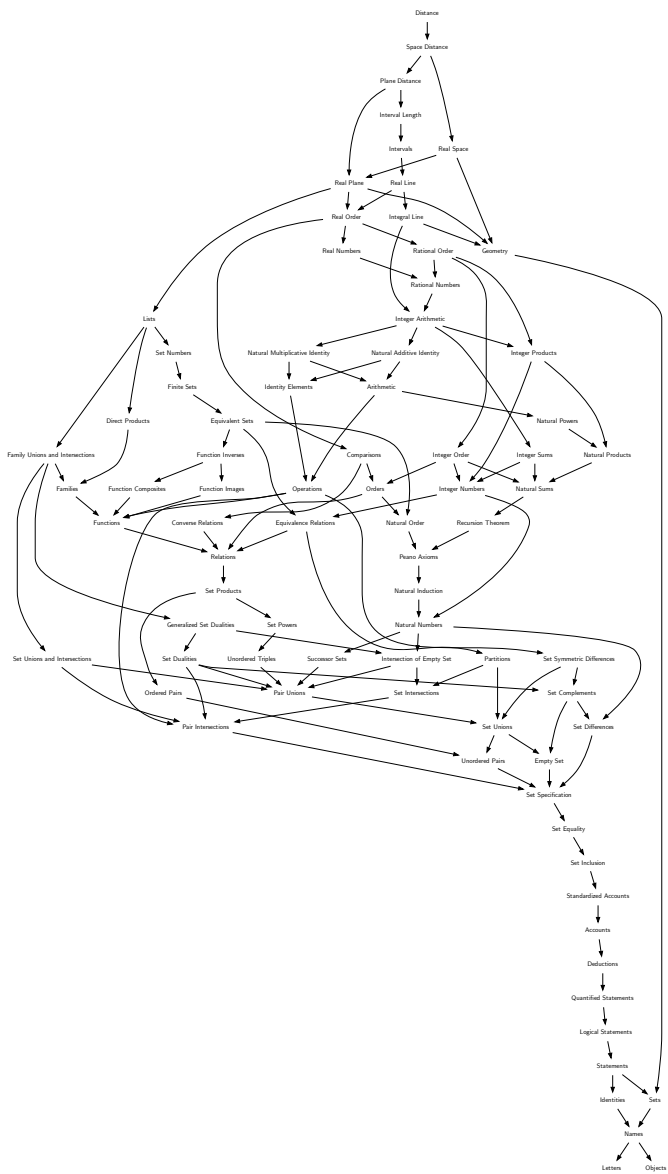 Distance
Space Distance
Plane Distance
Interval Length
Intervals Real Space
Real Plane Real Line
Real Order Integral Line
Real Numbers Rational Order Geometry
Rational Numbers
Lists Integer Arithmetic
Set Numbers Natural Multiplicative Identity Natural Additive Identity Integer Products
Finite Sets Identity Elements Arithmetic
Direct Products Equivalent Sets Natural Powers
Family Unions and Intersections Function Inverses Comparisons Integer Order Integer Sums Natural Products
Families Function Composites Function Images Operations Orders Integer Numbers Natural Sums
Functions Converse Relations Equivalence Relations Natural Order Recursion Theorem
Relations Peano Axioms
Set Products Natural Induction
Generalized Set Dualities Set Powers Natural Numbers
Set Unions and Intersections Set Dualities Unordered Triples Successor Sets Intersection of Empty Set Partitions Set Symmetric Differences
Ordered Pairs Pair Unions Set Intersections Set Complements
Pair Intersections Set Unions Set Differences
Unordered Pairs Empty Set
Set Specification
Set Equality
Set Inclusion
Standardized Accounts
Accounts
Deductions
Quantified Statements
Logical Statements
Statements
Identities Sets
Names
Letters Objects